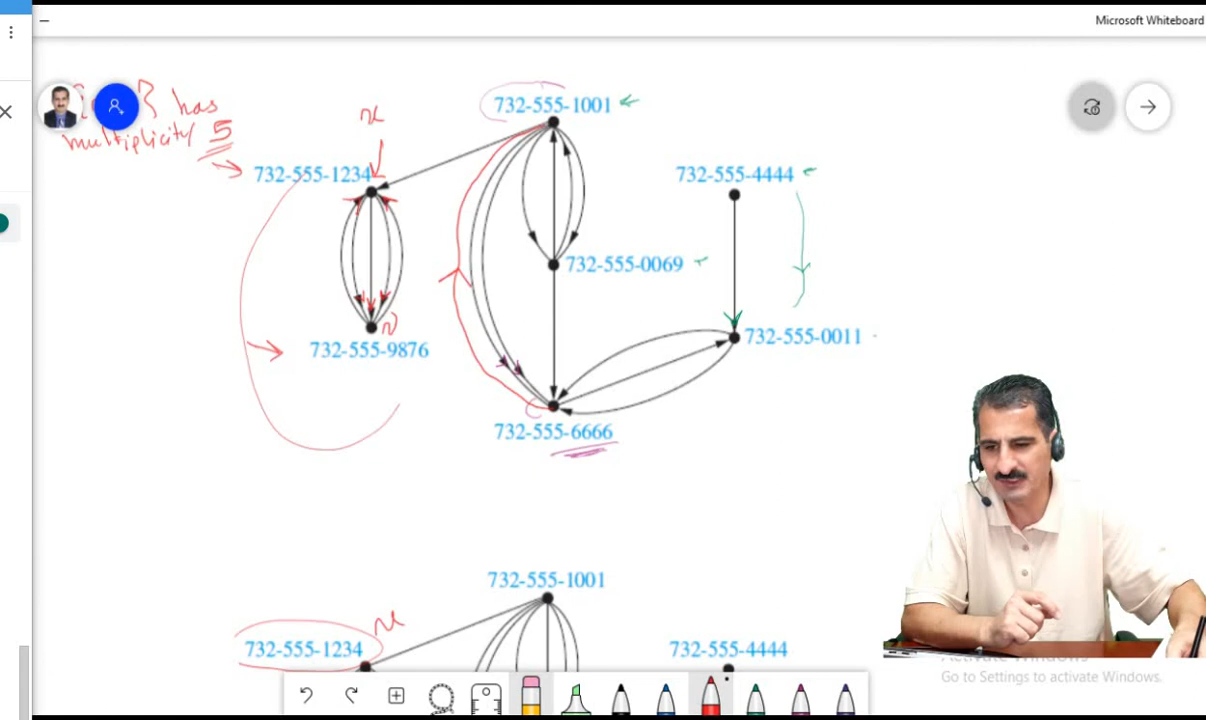 Microsoft Whiteboard
has
multiplicity 5
u
732-555-1001
732-555-1234
732-555-4444
732-555-0069
v
732-555-9876
732-555-0011
732-555-6666
732-555-1001
u
732-555-1234
732-555-4444
Activate Windows
Go to Settings to activate Windows.